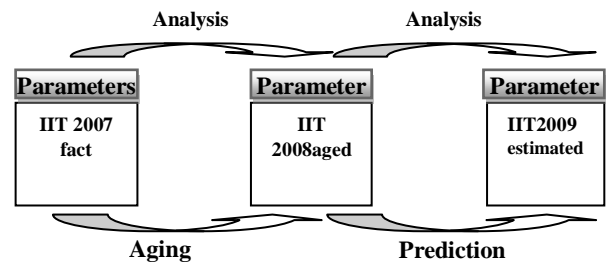 Analysis
Analysis
Parameters
Parameter
Parameter
IIT 2007
fact
IIT
2008aged
IIT2009
estimated
Aging
Prediction